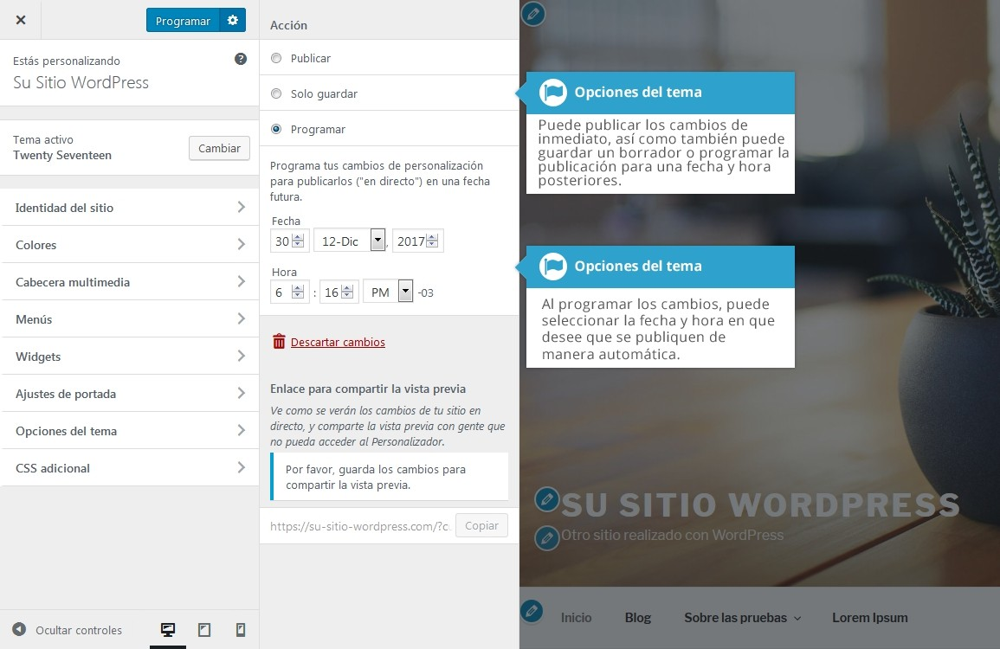 Programar
Estás personalizando
Su Sitio WordPress
Tema activo
Twenty Seventeen
Cambiar
Identidad del sitio
Colores
Cabecera multimedia
Menús
Widgets
Ajustes de portada
Opciones del tema
CSS adicional
Ocultar controles
Acción
Publicar
Solo guardar
Programar
Programa tus cambios de personalización
para publicarlos ("en directo") en una fecha
futura.
Fecha
30 12-Dic , 2017
Hora
6 : 16 PM -03
Descartar cambios
Enlace para compartir la vista previa
Ve como se verán los cambios de tu sitio en
directo, y comparte la vista previa con gente que
no pueda acceder al Personalizador.
Por favor, guarda los cambios para
compartir la vista previa.
https://su-sitio-wordpress.com/?c
Copiar
Opciones del tema
Puede publicar los cambios de
inmediato, así como también puede
guardar un borrador o programar la
publicación para una fecha y hora
posteriores.
Opciones del tema
Al programar los cambios, puede
seleccionar la fecha y hora en que
desee que se publiquen de
manera automática.
SU SITIO WORDPRESS
Otro sitio realizado con WordPress
Inicio Blog Sobre las pruebas Lorem Ipsum